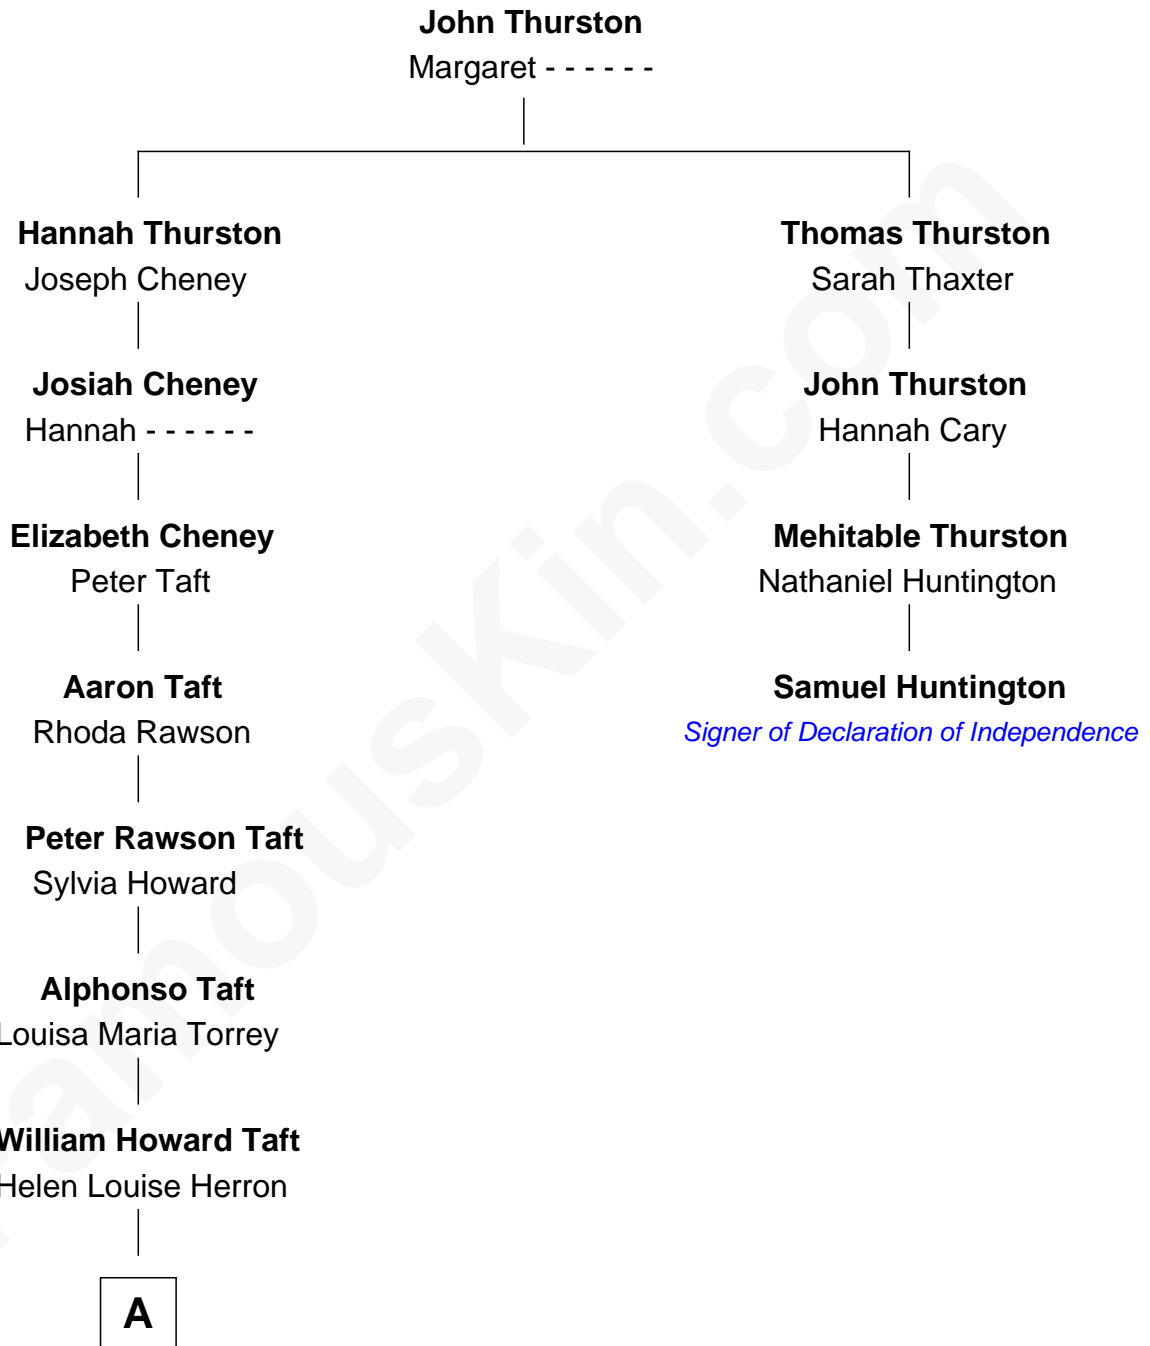 John Thurston
Margaret - - - - - -
Hannah Thurston
Joseph Cheney
Thomas Thurston
Sarah Thaxter
Josiah Cheney
Hannah - - - - - -
John Thurston
Hannah Cary
Elizabeth Cheney
Peter Taft
Mehitable Thurston
Nathaniel Huntington
Aaron Taft
Rhoda Rawson
Samuel Huntington
Signer of Declaration of Independence
Peter Rawson Taft
Sylvia Howard
Alphonso Taft
Louisa Maria Torrey
William Howard Taft
Helen Louise Herron
A
FamousKin.com